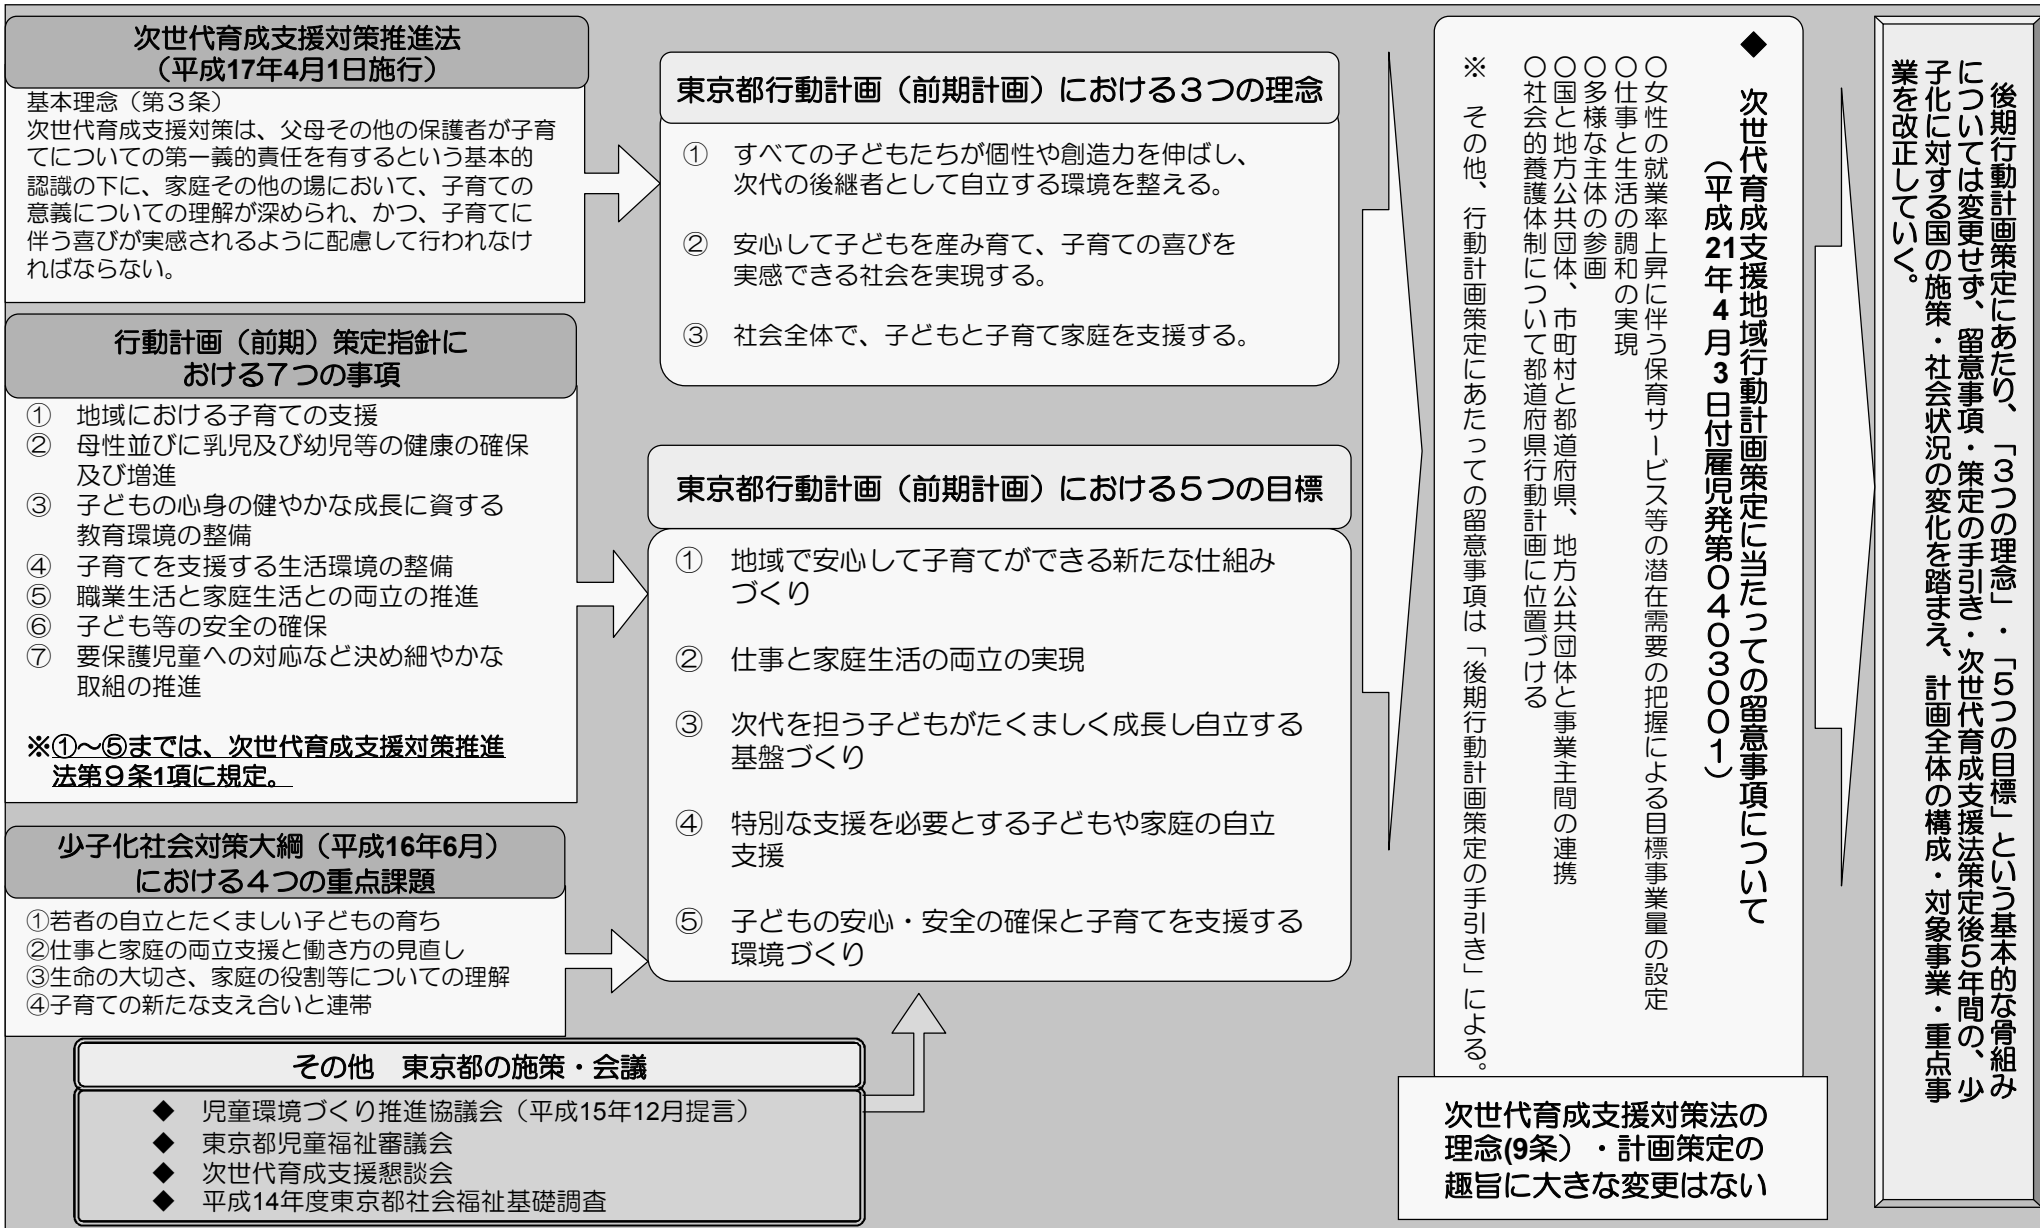 次世代育成支援対策推進法
（平成17年4月1日施行）
基本理念（第３条）
次世代育成支援対策は、父母その他の保護者が子育
てについての第一義的責任を有するという基本的
認識の下に、家庭その他の場において、子育ての
意義についての理解が深められ、かつ、子育てに
伴う喜びが実感されるように配慮して行われなけ
ればならない。
行動計画（前期）策定指針に
おける７つの事項
① 地域における子育ての支援
② 母性並びに乳児及び幼児等の健康の確保
及び増進
③ 子どもの心身の健やかな成長に資する
教育環境の整備
④ 子育てを支援する生活環境の整備
⑤ 職業生活と家庭生活との両立の推進
⑥ 子ども等の安全の確保
⑦ 要保護児童への対応など決め細やかな
取組の推進
※①～⑤までは、次世代育成支援対策推進
法第９条1項に規定。
少子化社会対策大綱（平成16年6月）
における４つの重点課題
①若者の自立とたくましい子どもの育ち
②仕事と家庭の両立支援と働き方の見直し
③生命の大切さ、家庭の役割等についての理解
④子育ての新たな支え合いと連帯
その他　東京都の施策・会議
◆ 児童環境づくり推進協議会（平成15年12月提言）
◆ 東京都児童福祉審議会
◆ 次世代育成支援懇談会
◆ 平成14年度東京都社会福祉基礎調査
東京都行動計画（前期計画）における３つの理念
① すべての子どもたちが個性や創造力を伸ばし、
次代の後継者として自立する環境を整える。
② 安心して子どもを産み育て、子育ての喜びを
実感できる社会を実現する。
③ 社会全体で、子どもと子育て家庭を支援する。
東京都行動計画（前期計画）における５つの目標
① 地域で安心して子育てができる新たな仕組み
づくり
② 仕事と家庭生活の両立の実現
③ 次代を担う子どもがたくましく成長し自立する
基盤づくり
④ 特別な支援を必要とする子どもや家庭の自立
支援
⑤ 子どもの安心・安全の確保と子育てを支援する
環境づくり
◆ 次世代育成支援地域行動計画策定に当たっての留意事項について
（平成21年4月3日付雇児発第０４０３００１）
○女性の就業率上昇に伴う保育サービス等の潜在需要の把握による目標事業量の設定
○仕事と生活の調和の実現
○多様な主体の参画
○国と地方公共団体、市町村と都道府県、地方公共団体と事業主間の連携
○社会的養護体制について都道府県行動計画に位置づける
※ その他、行動計画策定にあたっての留意事項は「後期行動計画策定の手引き」による。
次世代育成支援対策法の
理念(9条）・計画策定の
趣旨に大きな変更はない
後期行動計画策定にあたり、「３つの理念」・「５つの目標」という基本的な骨組み
については変更せず、留意事項・策定の手引き・次世代育成支援法策定後５年間の、少
子化に対する国の施策・社会状況の変化を踏まえ、計画全体の構成・対象事業・重点事
業を改正していく。